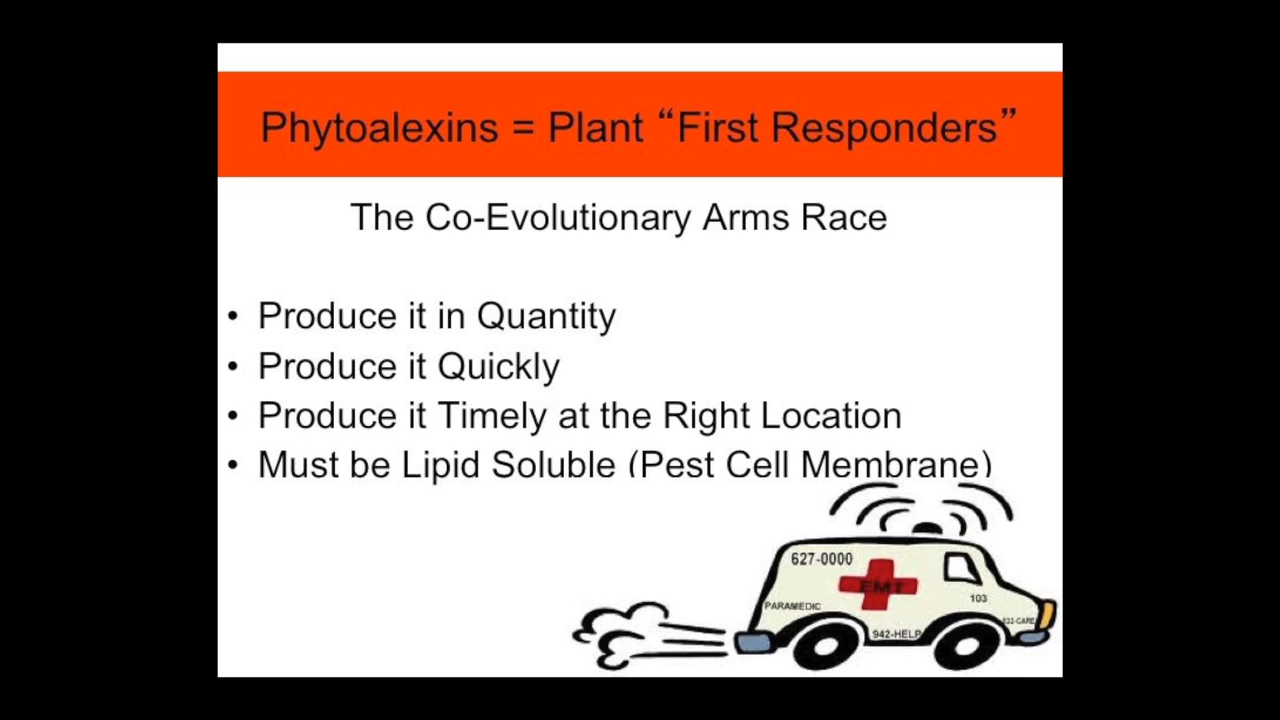 Phytoalexins = Plant “First Responders”
The Co-Evolutionary Arms Race
• Produce it in Quantity
• Produce it Quickly
• Produce it Timely at the Right Location
• Must be Lipid Soluble (Pest Cell Membrane)
627-0000
EMT
PARAMEDIC
103
942-HELP